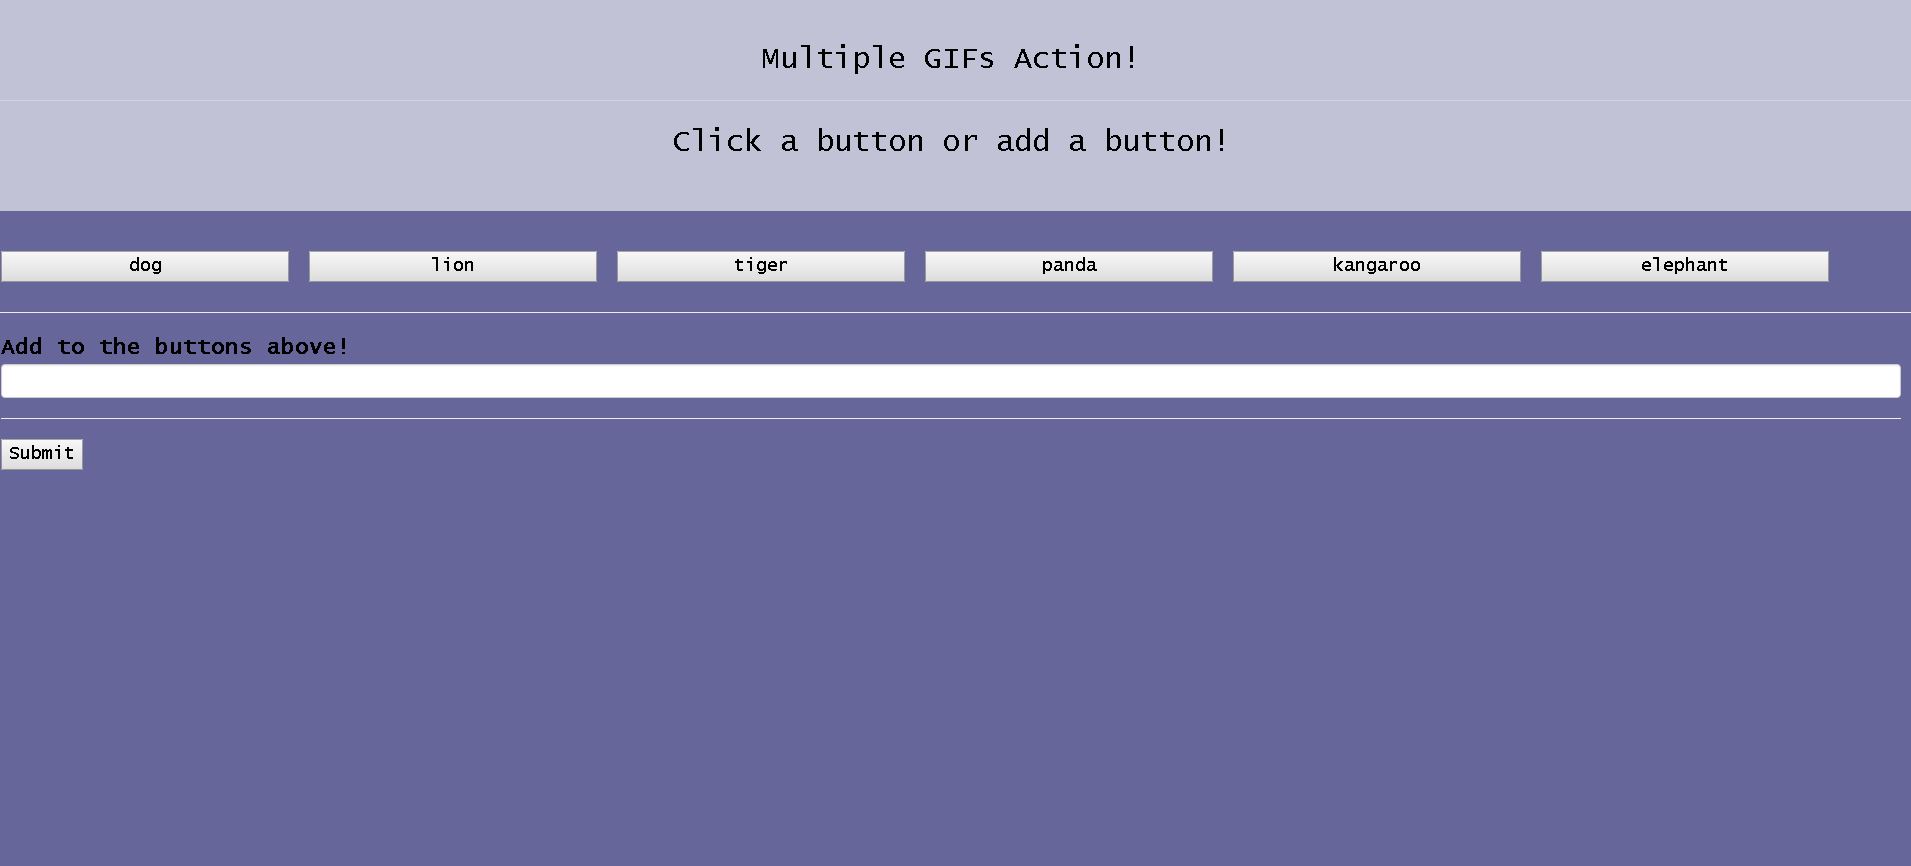 Multiple GIFs Action!
Click a button or add a button!
dog lion tiger panda kangaroo elephant
Add to the buttons above!
Submit